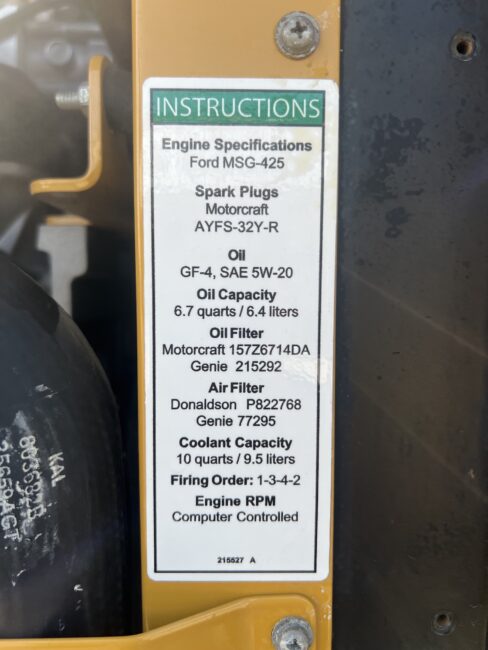 INSTRUCTIONS
Engine Specifications
Ford MSG-425
Spark Plugs
Motorcraft
AYFS-32Y-R
Oil
GF-4, SAE 5W-20
Oil Capacity
6.7 quarts / 6.4 liters
Oil Filter
Motorcraft 157Z6714DA
Genie 215292
Air Filter
Donaldson P822768
Genie 77295
Coolant Capacity
10 quarts / 9.5 liters
Firing Order: 1-3-4-2
Engine RPM
Computer Controlled
215527 A
KAL